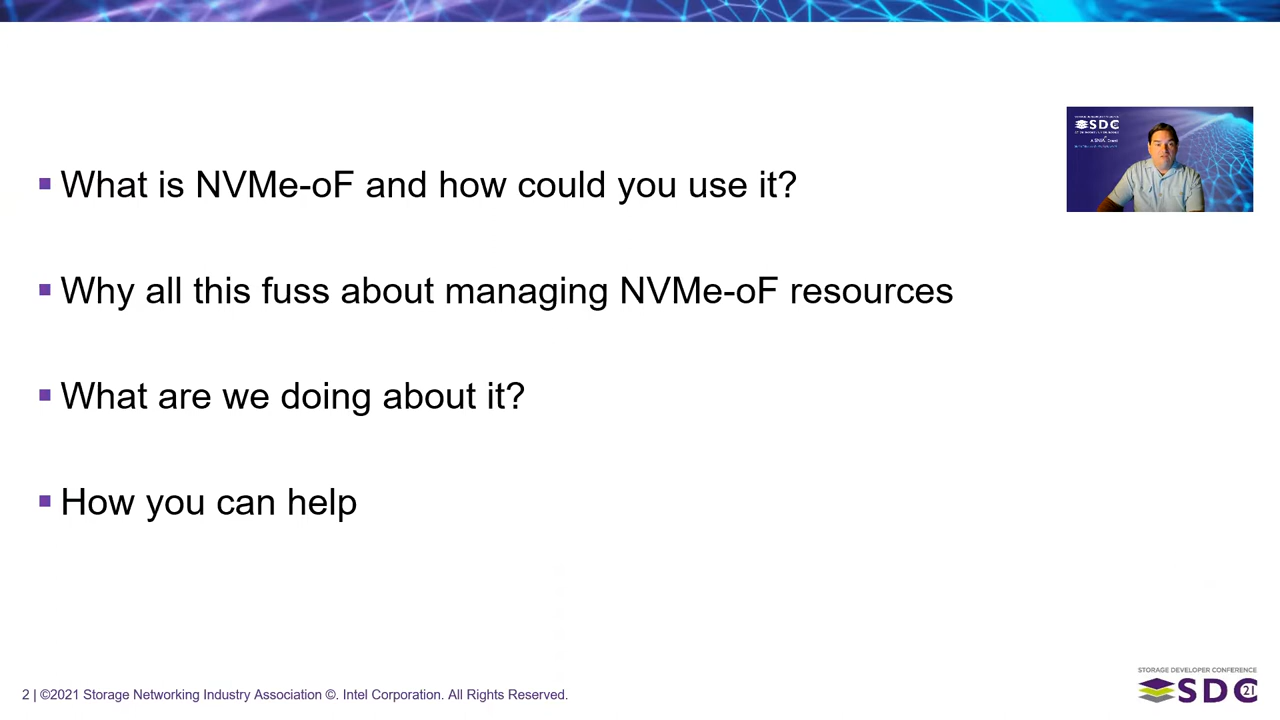 What is NVMe-oF and how could you use it?
Why all this fuss about managing NVMe-oF resources
What are we doing about it?
How you can help
SDC
2 | ©2021 Storage Networking Industry Association ©. Intel Corporation. All Rights Reserved.
STORAGE DEVELOPER CONFERENCE
SDC 21